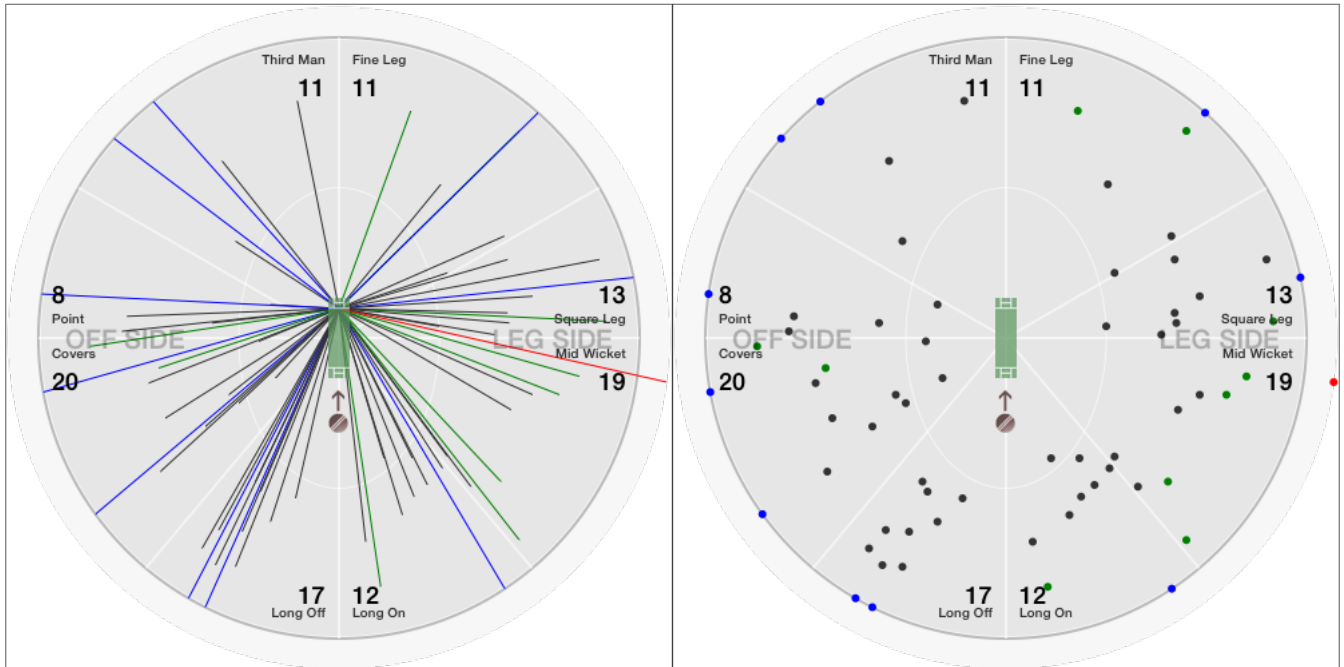 Third Man Fine Leg
11 11
8 13
Point Square Leg
OFF SIDE LEG SIDE
Covers Mid Wicket
20 19
17 12
Long Off Long On
Third Man Fine Leg
11 11
8 13
Point Square Leg
OFF SIDE LEG SIDE
Covers Mid Wicket
20 19
17 12
Long Off Long On